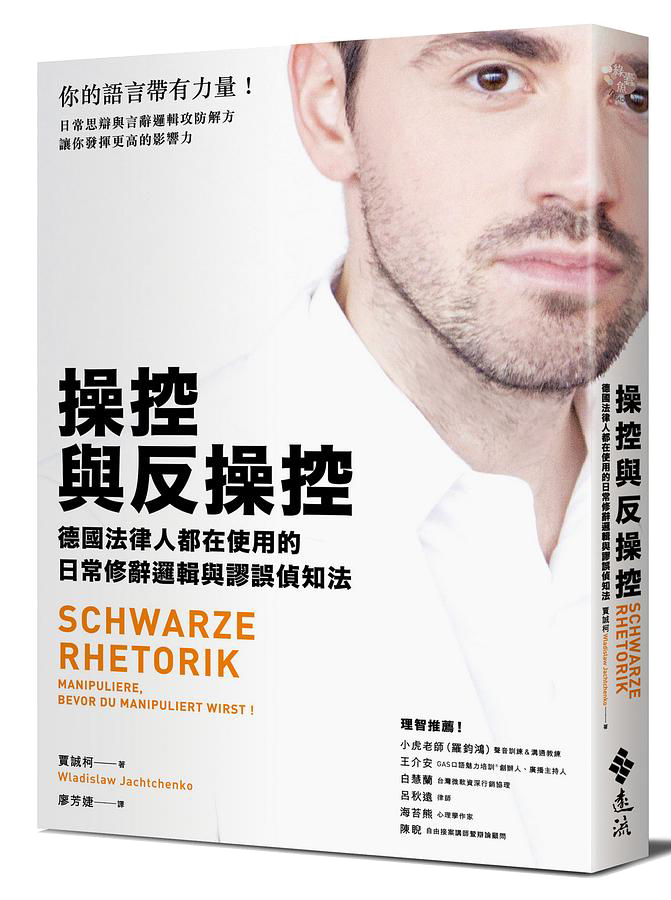 你的語言帶有力量！
日常思辯與言辭邏輯攻防解方
讓你發揮更高的影響力
操控
與反操控
德國法律人都在使用的
日常修辭邏輯與謬誤偵知法
SCHWARZE
RHETORIK
MANIPULIERE,
BEVOR DU MANIPULIERT WIRST !
賈誠柯——著
Wladislaw Jachtchenko
廖芳婕——譯
理智推薦！
小虎老師（羅鈞鴻）聲音訓練&溝通教練
王介安 GAS口語魅力培訓®創辦人、廣播主持人
白慧蘭 台灣微軟資深行銷協理
呂秋遠 律師
海苔熊 心理學作家
陳睨 自由接案講師暨辯論顧問
操控與反操控
德國法律人都在使用的日常修辭邏輯與謬誤偵知法
SCHWARZE
RHETORIK
賈誠柯 Wladislaw Jachtchenko——著
遠流